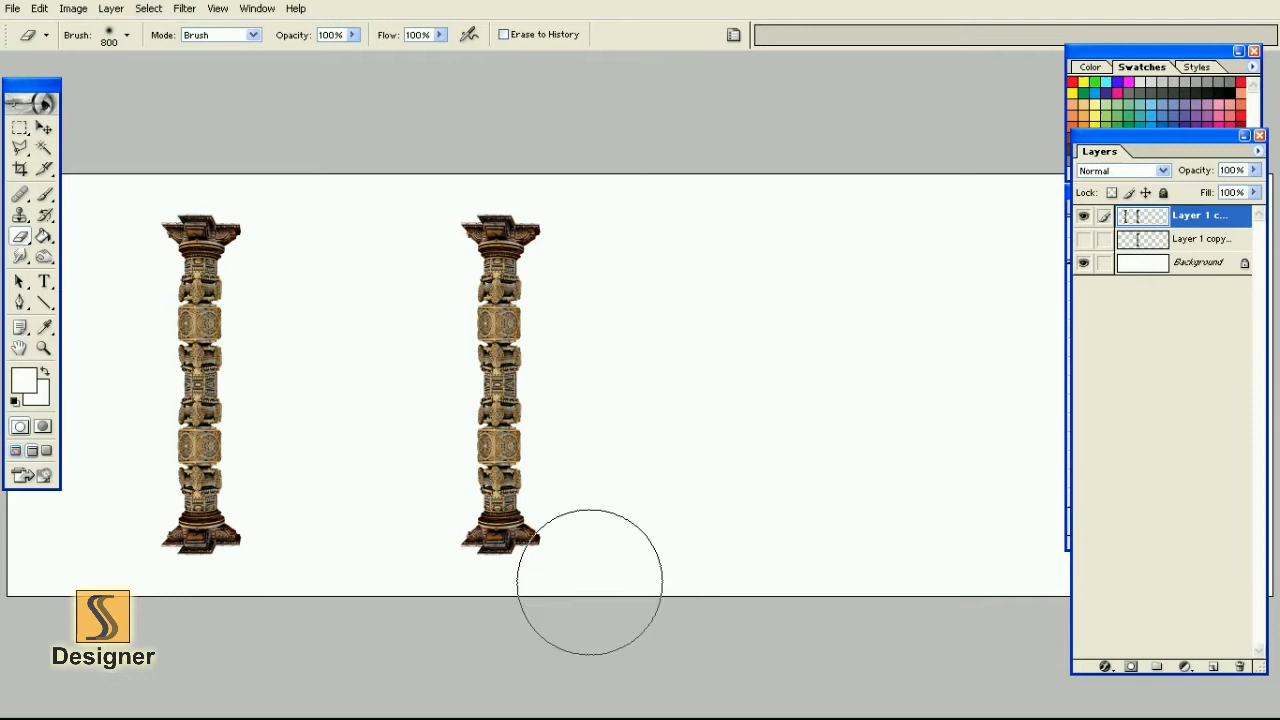 File Edit Image Layer Select Filter View Window Help
Brush: 800 Mode: Brush Opacity: 100% Flow: 100% Erase to History
Color Swatches Styles
Layers
Normal Opacity: 100%
Lock: Fill: 100%
Layer 1 c...
Layer 1 copy...
Background
T
S
Designer